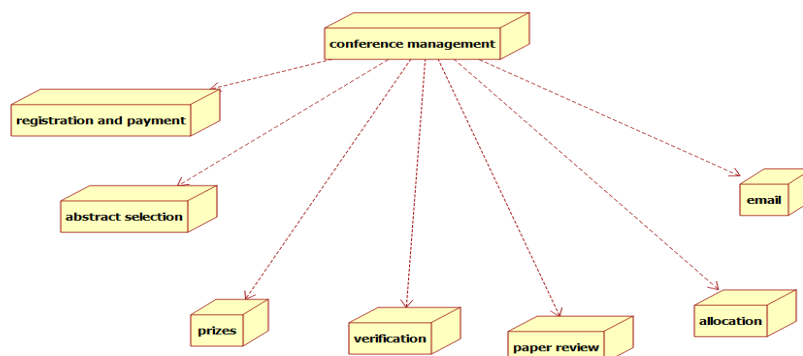 conference management
registration and payment
abstract selection
email
prizes
verification
paper review
allocation